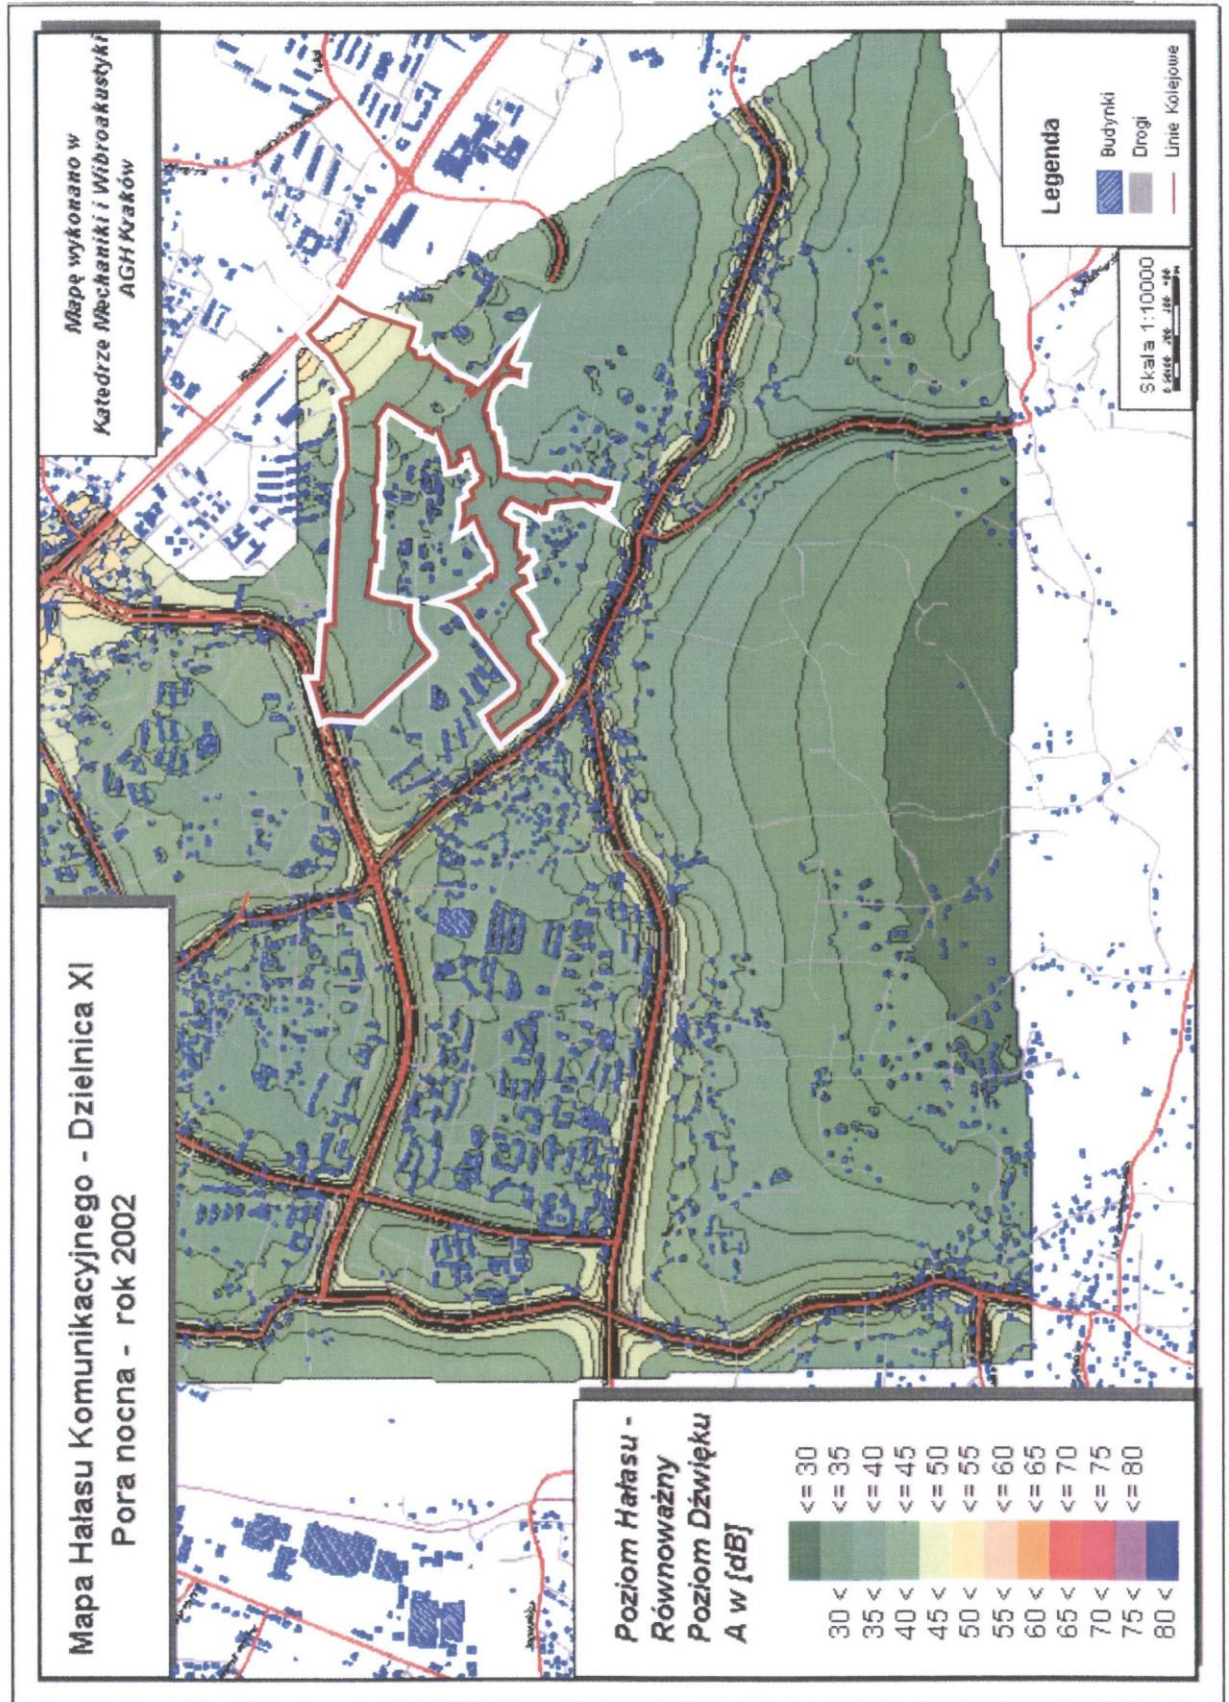 Mapa Hałasu Komunikacyjnego - Dzielnica XI
Pora nocna - rok 2002
Mapę wykonano w
Katedrze Mechaniki i Wibroakustyki
AGH Kraków
Poziom Hałasu -
Równoważny
Poziom Dźwięku
A w [dB]
<= 30
30 < <= 35
35 < <= 40
40 < <= 45
45 < <= 50
50 < <= 55
55 < <= 60
60 < <= 65
65 < <= 70
70 < <= 75
75 < <= 80
80 <
Skala 1:10000
Legenda
Budynki
Drogi
Linie Kolejowe